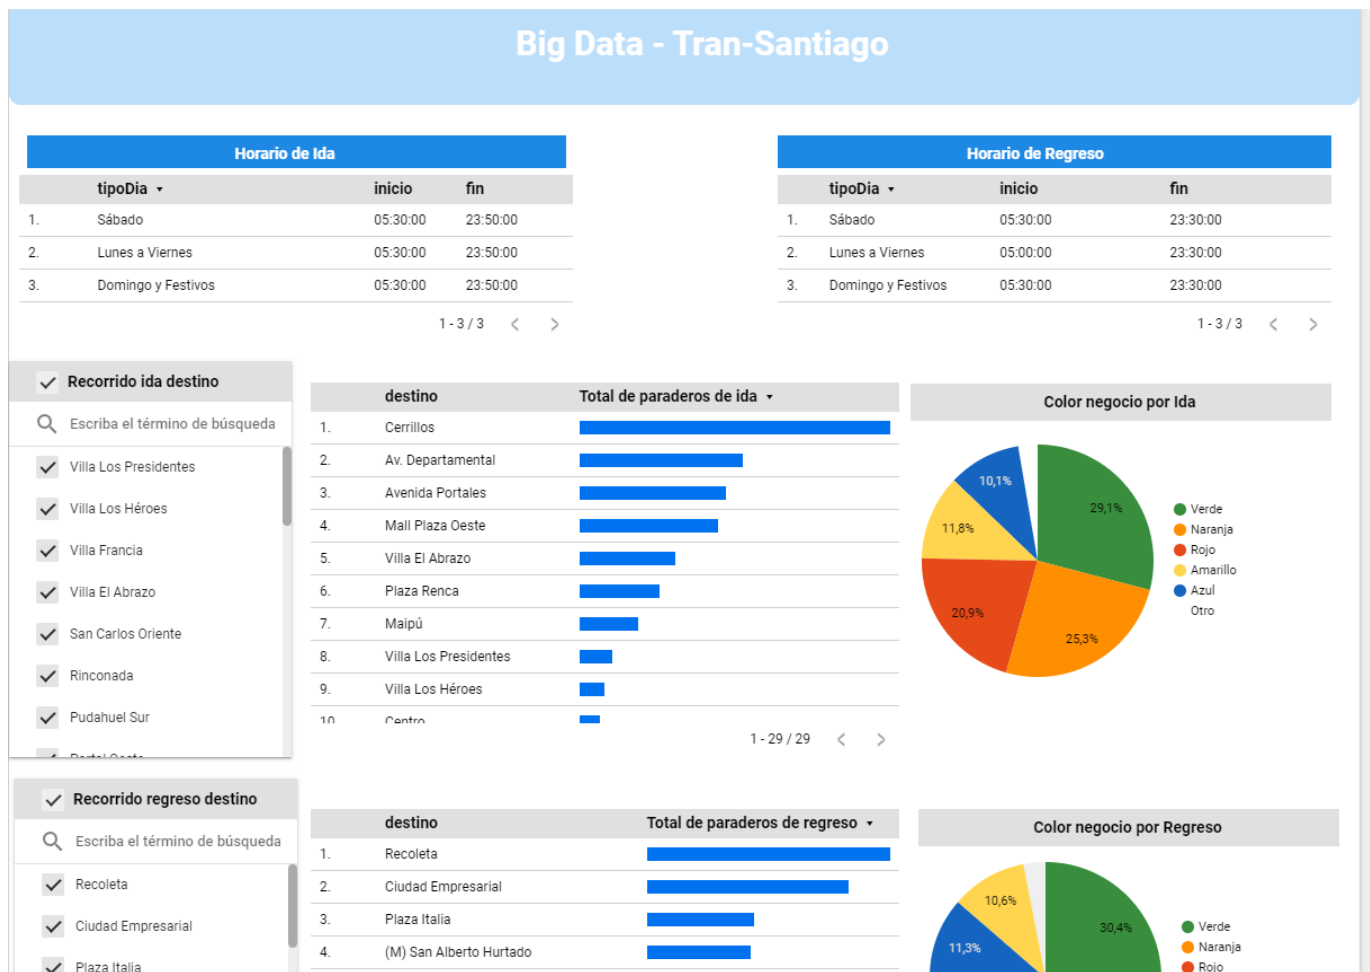 Big Data - Tran-Santiago
Horario de Ida
tipoDia inicio fin
1. Sábado 05:30:00 23:50:00
2. Lunes a Viernes 05:30:00 23:50:00
3. Domingo y Festivos 05:30:00 23:50:00
1 - 3 / 3
Horario de Regreso
tipoDia inicio fin
1. Sábado 05:30:00 23:30:00
2. Lunes a Viernes 05:00:00 23:30:00
3. Domingo y Festivos 05:30:00 23:30:00
1 - 3 / 3
Recorrido ida destino
Escriba el término de búsqueda
Villa Los Presidentes
Villa Los Héroes
Villa Francia
Villa El Abrazo
San Carlos Oriente
Rinconada
Pudahuel Sur
Portal Oeste
destino Total de paraderos de ida
1. Cerrillos
2. Av. Departamental
3. Avenida Portales
4. Mall Plaza Oeste
5. Villa El Abrazo
6. Plaza Renca
7. Maipú
8. Villa Los Presidentes
9. Villa Los Héroes
10. Centro
1 - 29 / 29
Color negocio por Ida
10,1%
29,1%
11,8%
20,9%
25,3%
Verde
Naranja
Rojo
Amarillo
Azul
Otro
Recorrido regreso destino
Escriba el término de búsqueda
Recoleta
Ciudad Empresarial
Plaza Italia
destino Total de paraderos de regreso
1. Recoleta
2. Ciudad Empresarial
3. Plaza Italia
4. (M) San Alberto Hurtado
Color negocio por Regreso
10,6%
30,4%
11,3%
Verde
Naranja
Rojo